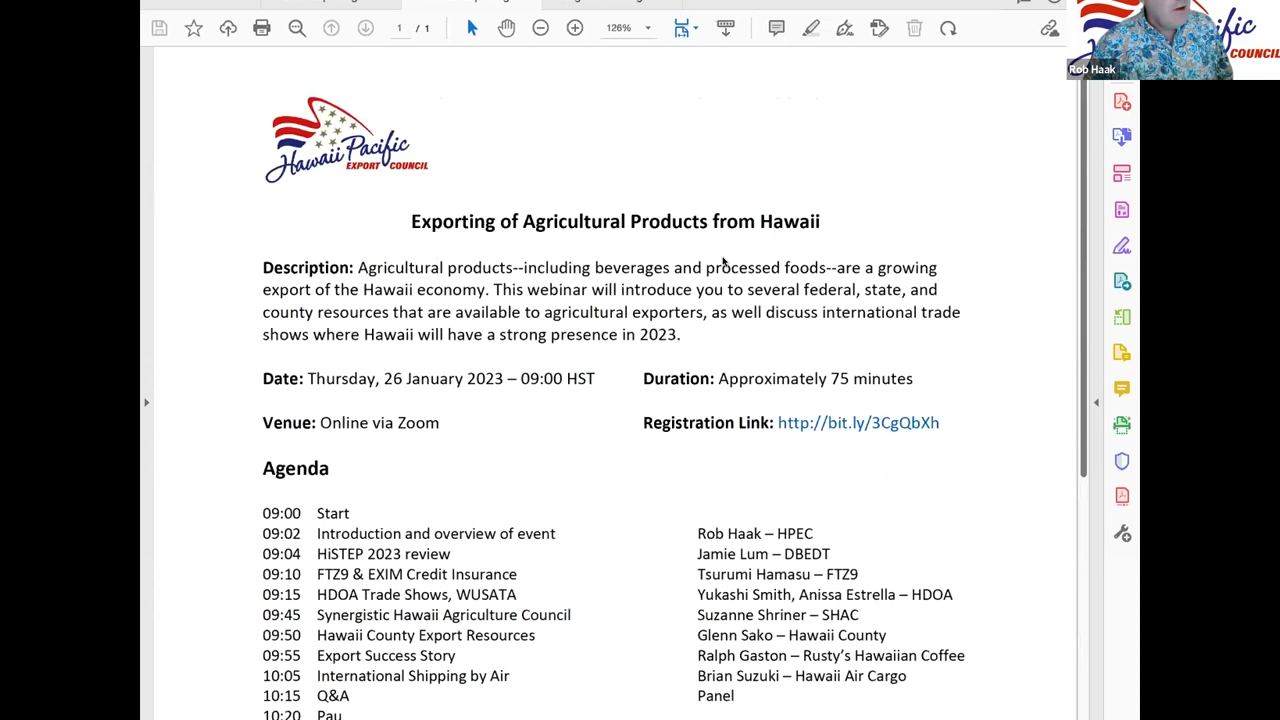 1 / 1
126%
Rob Haak
ific
COUNCIL
Hawaii Pacific
EXPORT COUNCIL
Exporting of Agricultural Products from Hawaii
Description: Agricultural products--including beverages and processed foods--are a growing
export of the Hawaii economy. This webinar will introduce you to several federal, state, and
county resources that are available to agricultural exporters, as well discuss international trade
shows where Hawaii will have a strong presence in 2023.
Date: Thursday, 26 January 2023 – 09:00 HST Duration: Approximately 75 minutes
Venue: Online via Zoom Registration Link: http://bit.ly/3CgQbXh
Agenda
09:00 Start
09:02 Introduction and overview of event Rob Haak – HPEC
09:04 HiSTEP 2023 review Jamie Lum – DBEDT
09:10 FTZ9 & EXIM Credit Insurance Tsurumi Hamasu – FTZ9
09:15 HDOA Trade Shows, WUSATA Yukashi Smith, Anissa Estrella – HDOA
09:45 Synergistic Hawaii Agriculture Council Suzanne Shriner – SHAC
09:50 Hawaii County Export Resources Glenn Sako – Hawaii County
09:55 Export Success Story Ralph Gaston – Rusty’s Hawaiian Coffee
10:05 International Shipping by Air Brian Suzuki – Hawaii Air Cargo
10:15 Q&A Panel
10:20 Pau